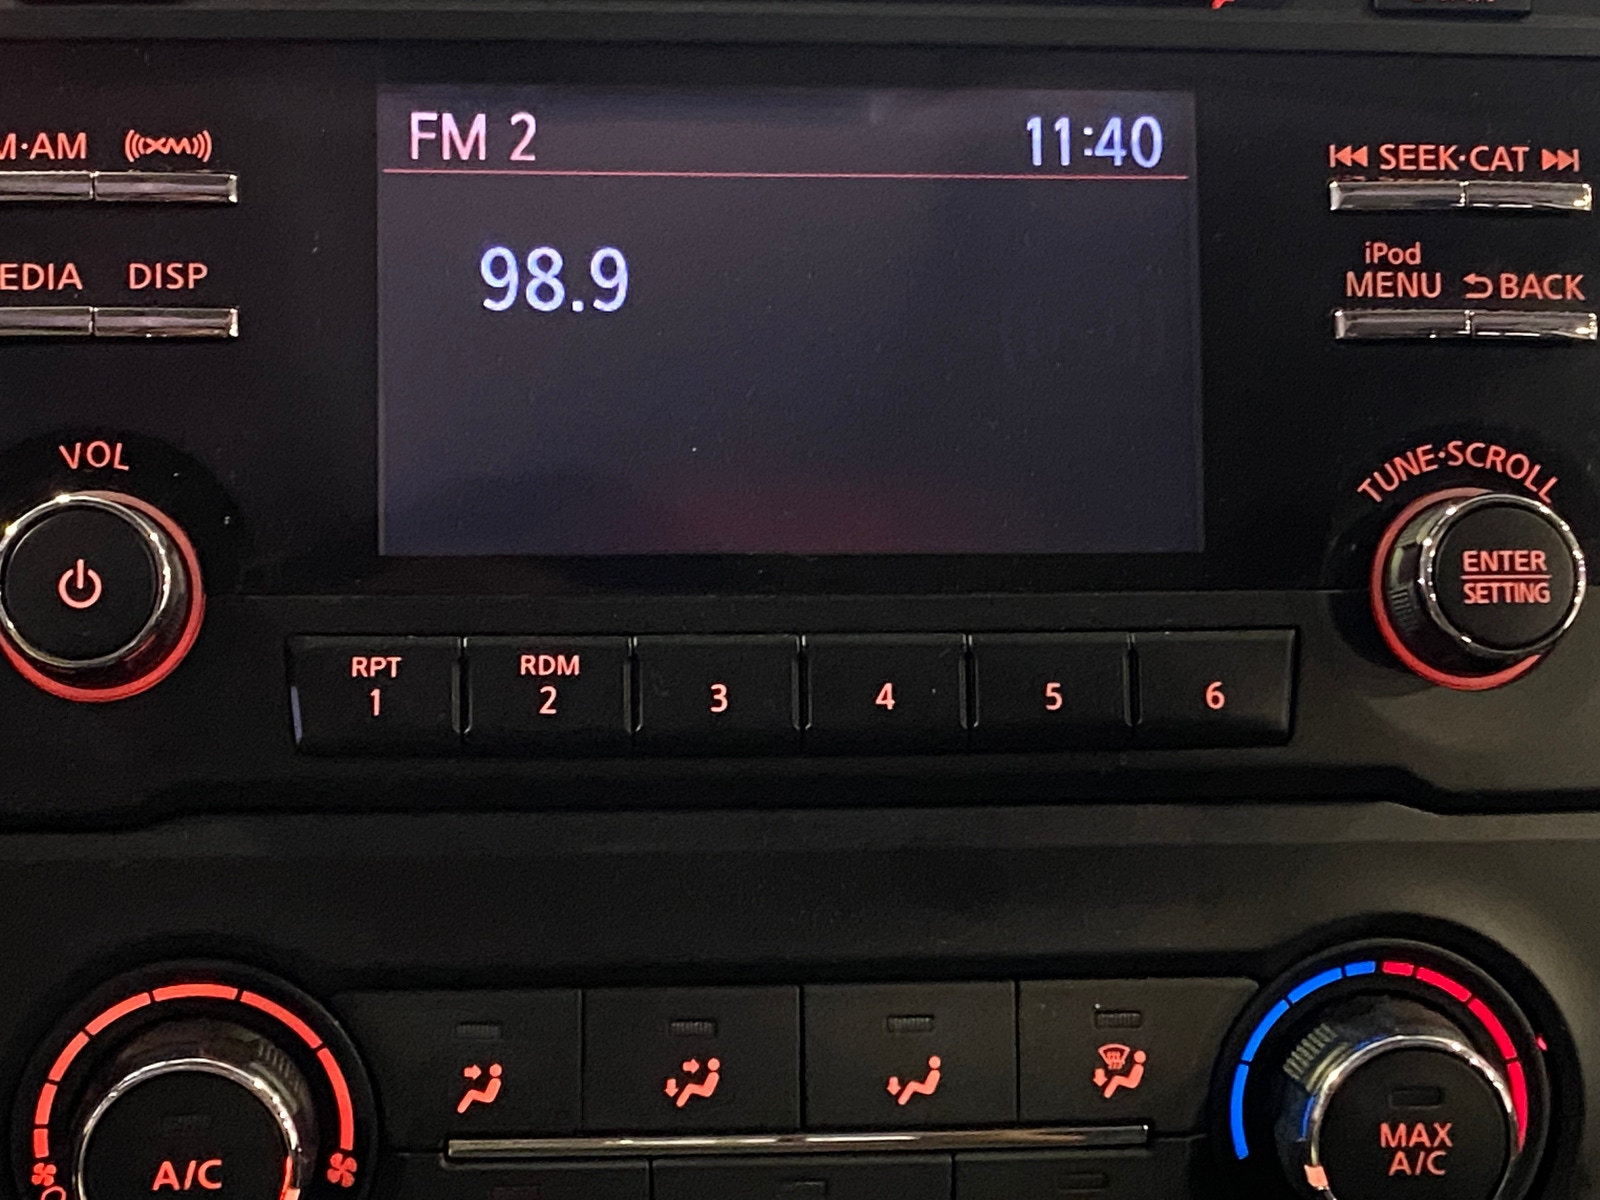 FM 2 11:40
M·AM XM
SEEK·CAT
98.9
EDIA DISP
iPod
MENU BACK
VOL
TUNE·SCROLL
ENTER
SETTING
RPT RDM
1 2 3 4 5 6
MAX
A/C
A/C